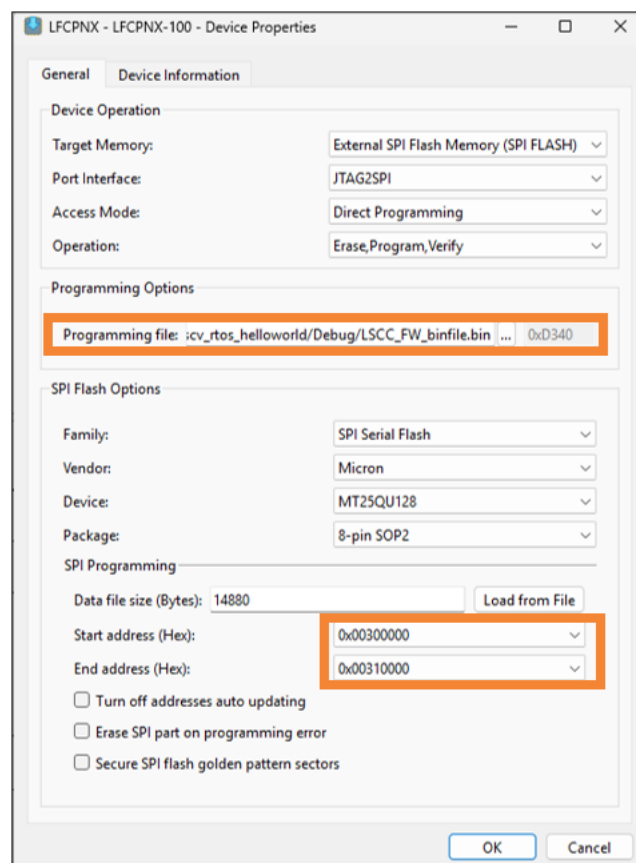 LFCPNX - LFCPNX-100 - Device Properties
General Device Information
Device Operation
Target Memory: External SPI Flash Memory (SPI FLASH)
Port Interface: JTAG2SPI
Access Mode: Direct Programming
Operation: Erase,Program,Verify
Programming Options
Programming file: :cv_rtos_helloworld/Debug/LSCC_FW_binfile.bin ... 0xD340
SPI Flash Options
Family: SPI Serial Flash
Vendor: Micron
Device: MT25QU128
Package: 8-pin SOP2
SPI Programming
Data file size (Bytes): 14880 Load from File
Start address (Hex): 0x00300000
End address (Hex): 0x00310000
Turn off addresses auto updating
Erase SPI part on programming error
Secure SPI flash golden pattern sectors
OK Cancel